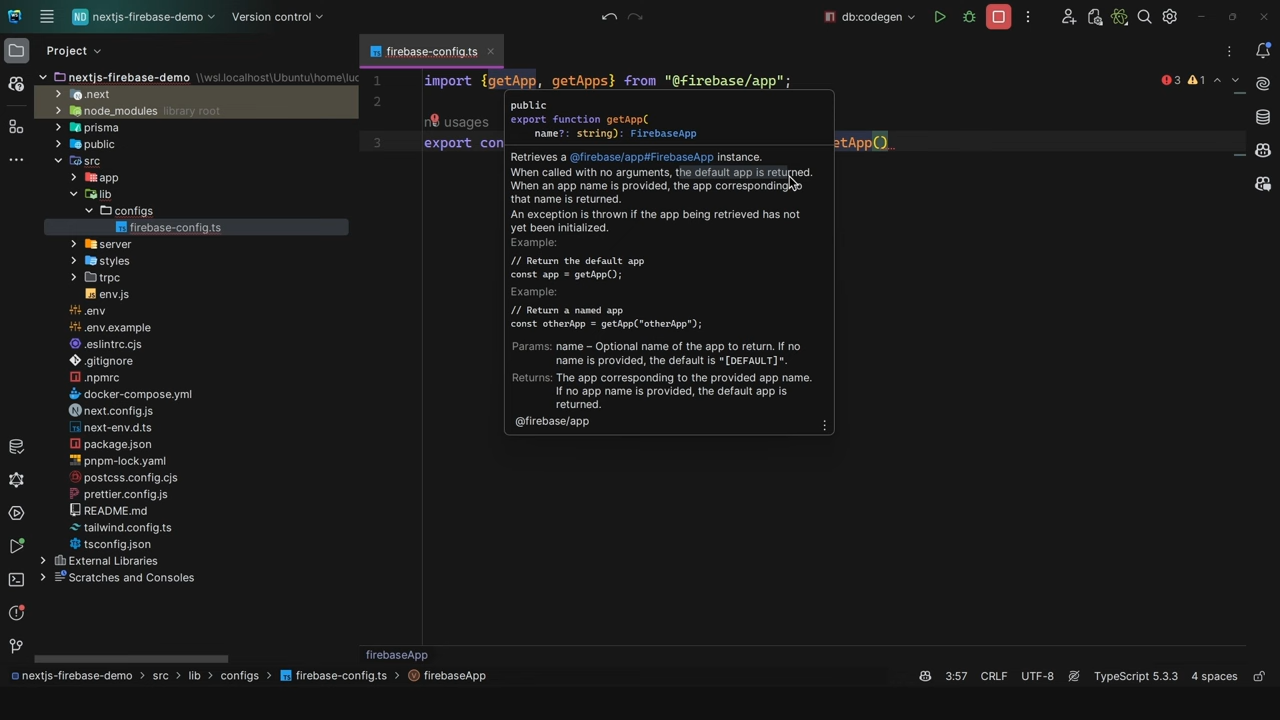 ND nextjs-firebase-demo Version control db:codegen
Project
firebase-config.ts
nextjs-firebase-demo \\wsl.localhost\Ubuntu\home\luc
.next
node_modules library root
prisma
public
src
app
lib
configs
firebase-config.ts
server
styles
trpc
env.js
.env
.env.example
.eslintrc.cjs
.gitignore
.npmrc
docker-compose.yml
next.config.js
next-env.d.ts
package.json
pnpm-lock.yaml
postcss.config.cjs
prettier.config.js
README.md
tailwind.config.ts
tsconfig.json
External Libraries
Scratches and Consoles
1 import {getApp, getApps} from "@firebase/app"; 3 1
2
no usages
3 export con etApp()
public
export function getApp(
name?: string): FirebaseApp
Retrieves a @firebase/app#FirebaseApp instance.
When called with no arguments, the default app is returned.
When an app name is provided, the app corresponding to
that name is returned.
An exception is thrown if the app being retrieved has not
yet been initialized.
Example:
// Return the default app
const app = getApp();
Example:
// Return a named app
const otherApp = getApp("otherApp");
Params: name – Optional name of the app to return. If no
name is provided, the default is "[DEFAULT]".
Returns: The app corresponding to the provided app name.
If no app name is provided, the default app is
returned.
@firebase/app
firebaseApp
nextjs-firebase-demo > src > lib > configs > firebase-config.ts > firebaseApp 3:57 CRLF UTF-8 TypeScript 5.3.3 4 spaces